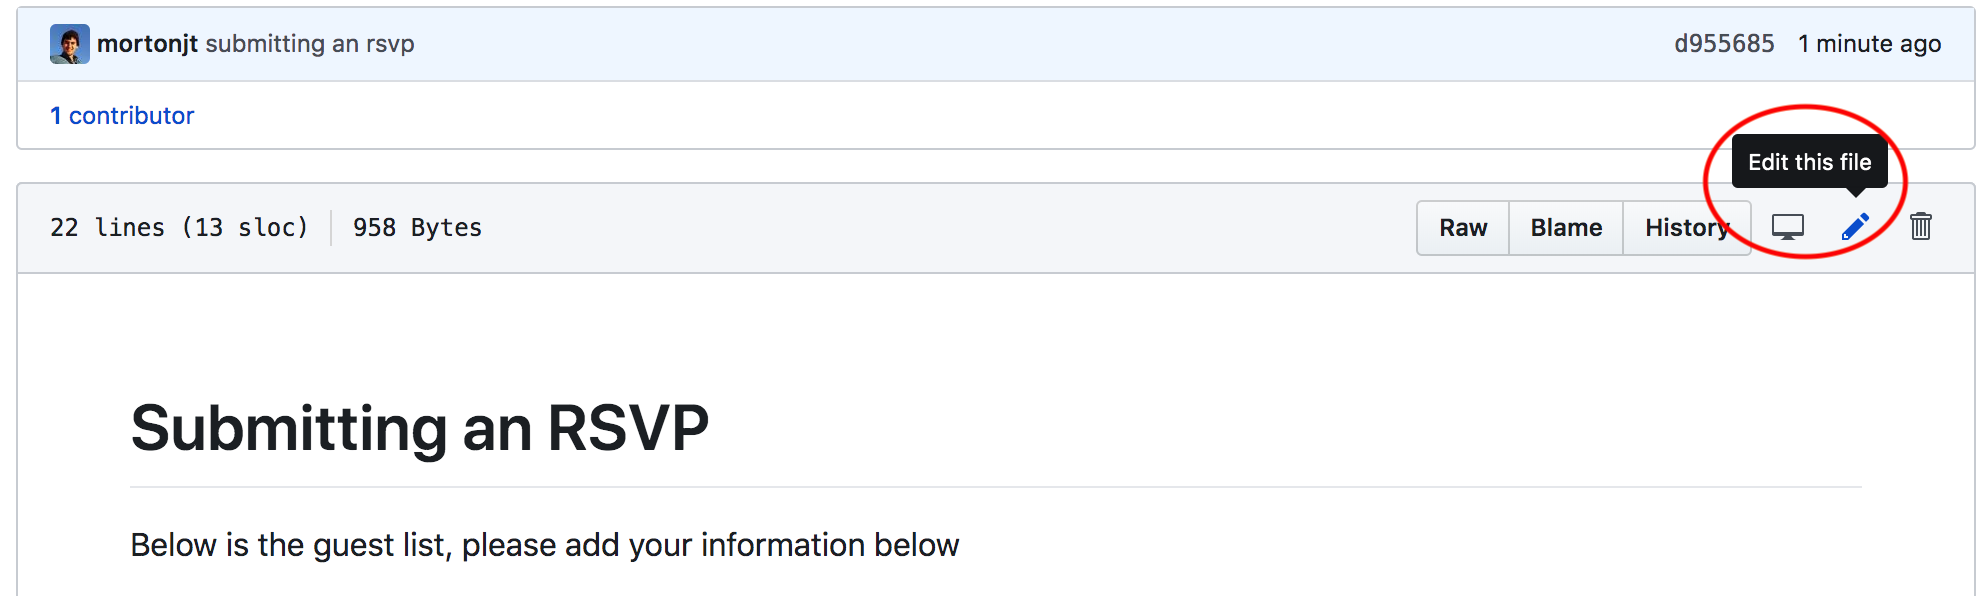 mortonjt submitting an rsvp d955685 1 minute ago
1 contributor
Edit this file
22 lines (13 sloc) 958 Bytes Raw Blame History
Submitting an RSVP
Below is the guest list, please add your information below